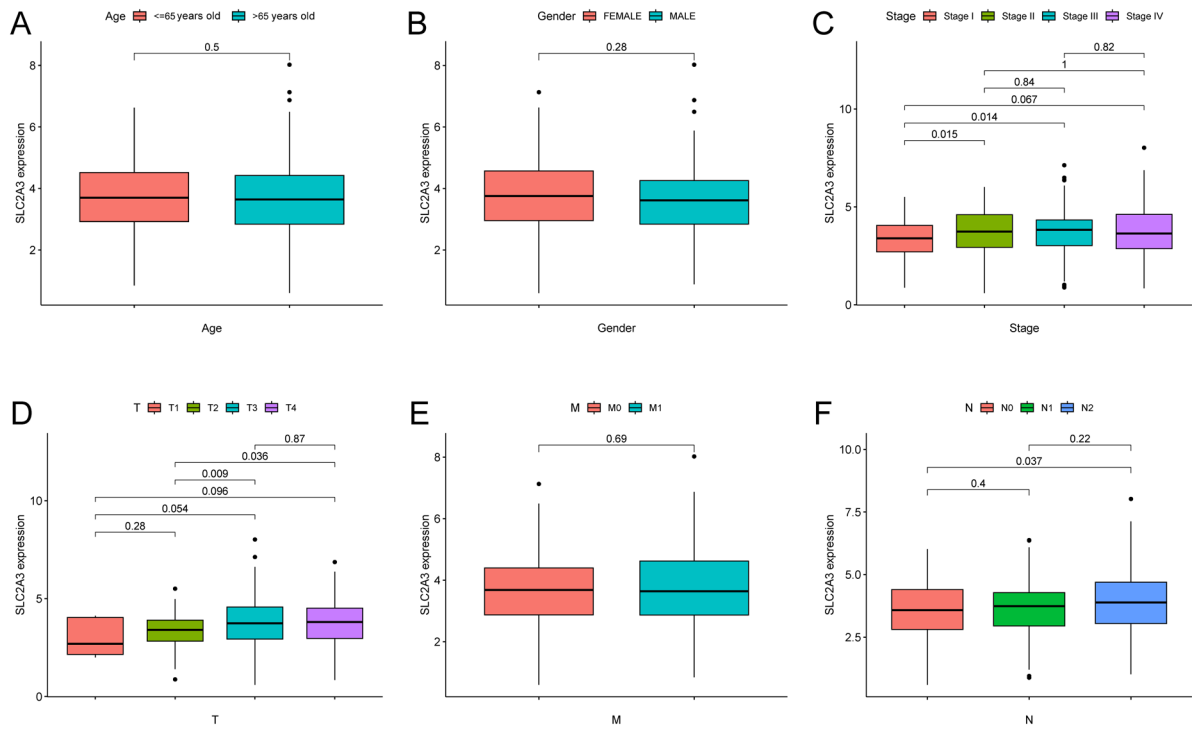 A
Age <=65 years old >65 years old
0.5
8
6
4
2
SLC2A3 expression
Age
B
Gender FEMALE MALE
0.28
8
6
4
2
SLC2A3 expression
Gender
C
Stage Stage I Stage II Stage III Stage IV
0.82
1
0.84
0.067
0.014
0.015
10
5
0
SLC2A3 expression
Stage
D
T T1 T2 T3 T4
0.87
0.036
0.009
0.096
0.054
0.28
10
5
0
SLC2A3 expression
T
E
M M0 M1
0.69
8
6
4
2
SLC2A3 expression
M
F
N N0 N1 N2
0.22
0.037
0.4
10.0
7.5
5.0
2.5
SLC2A3 expression
N